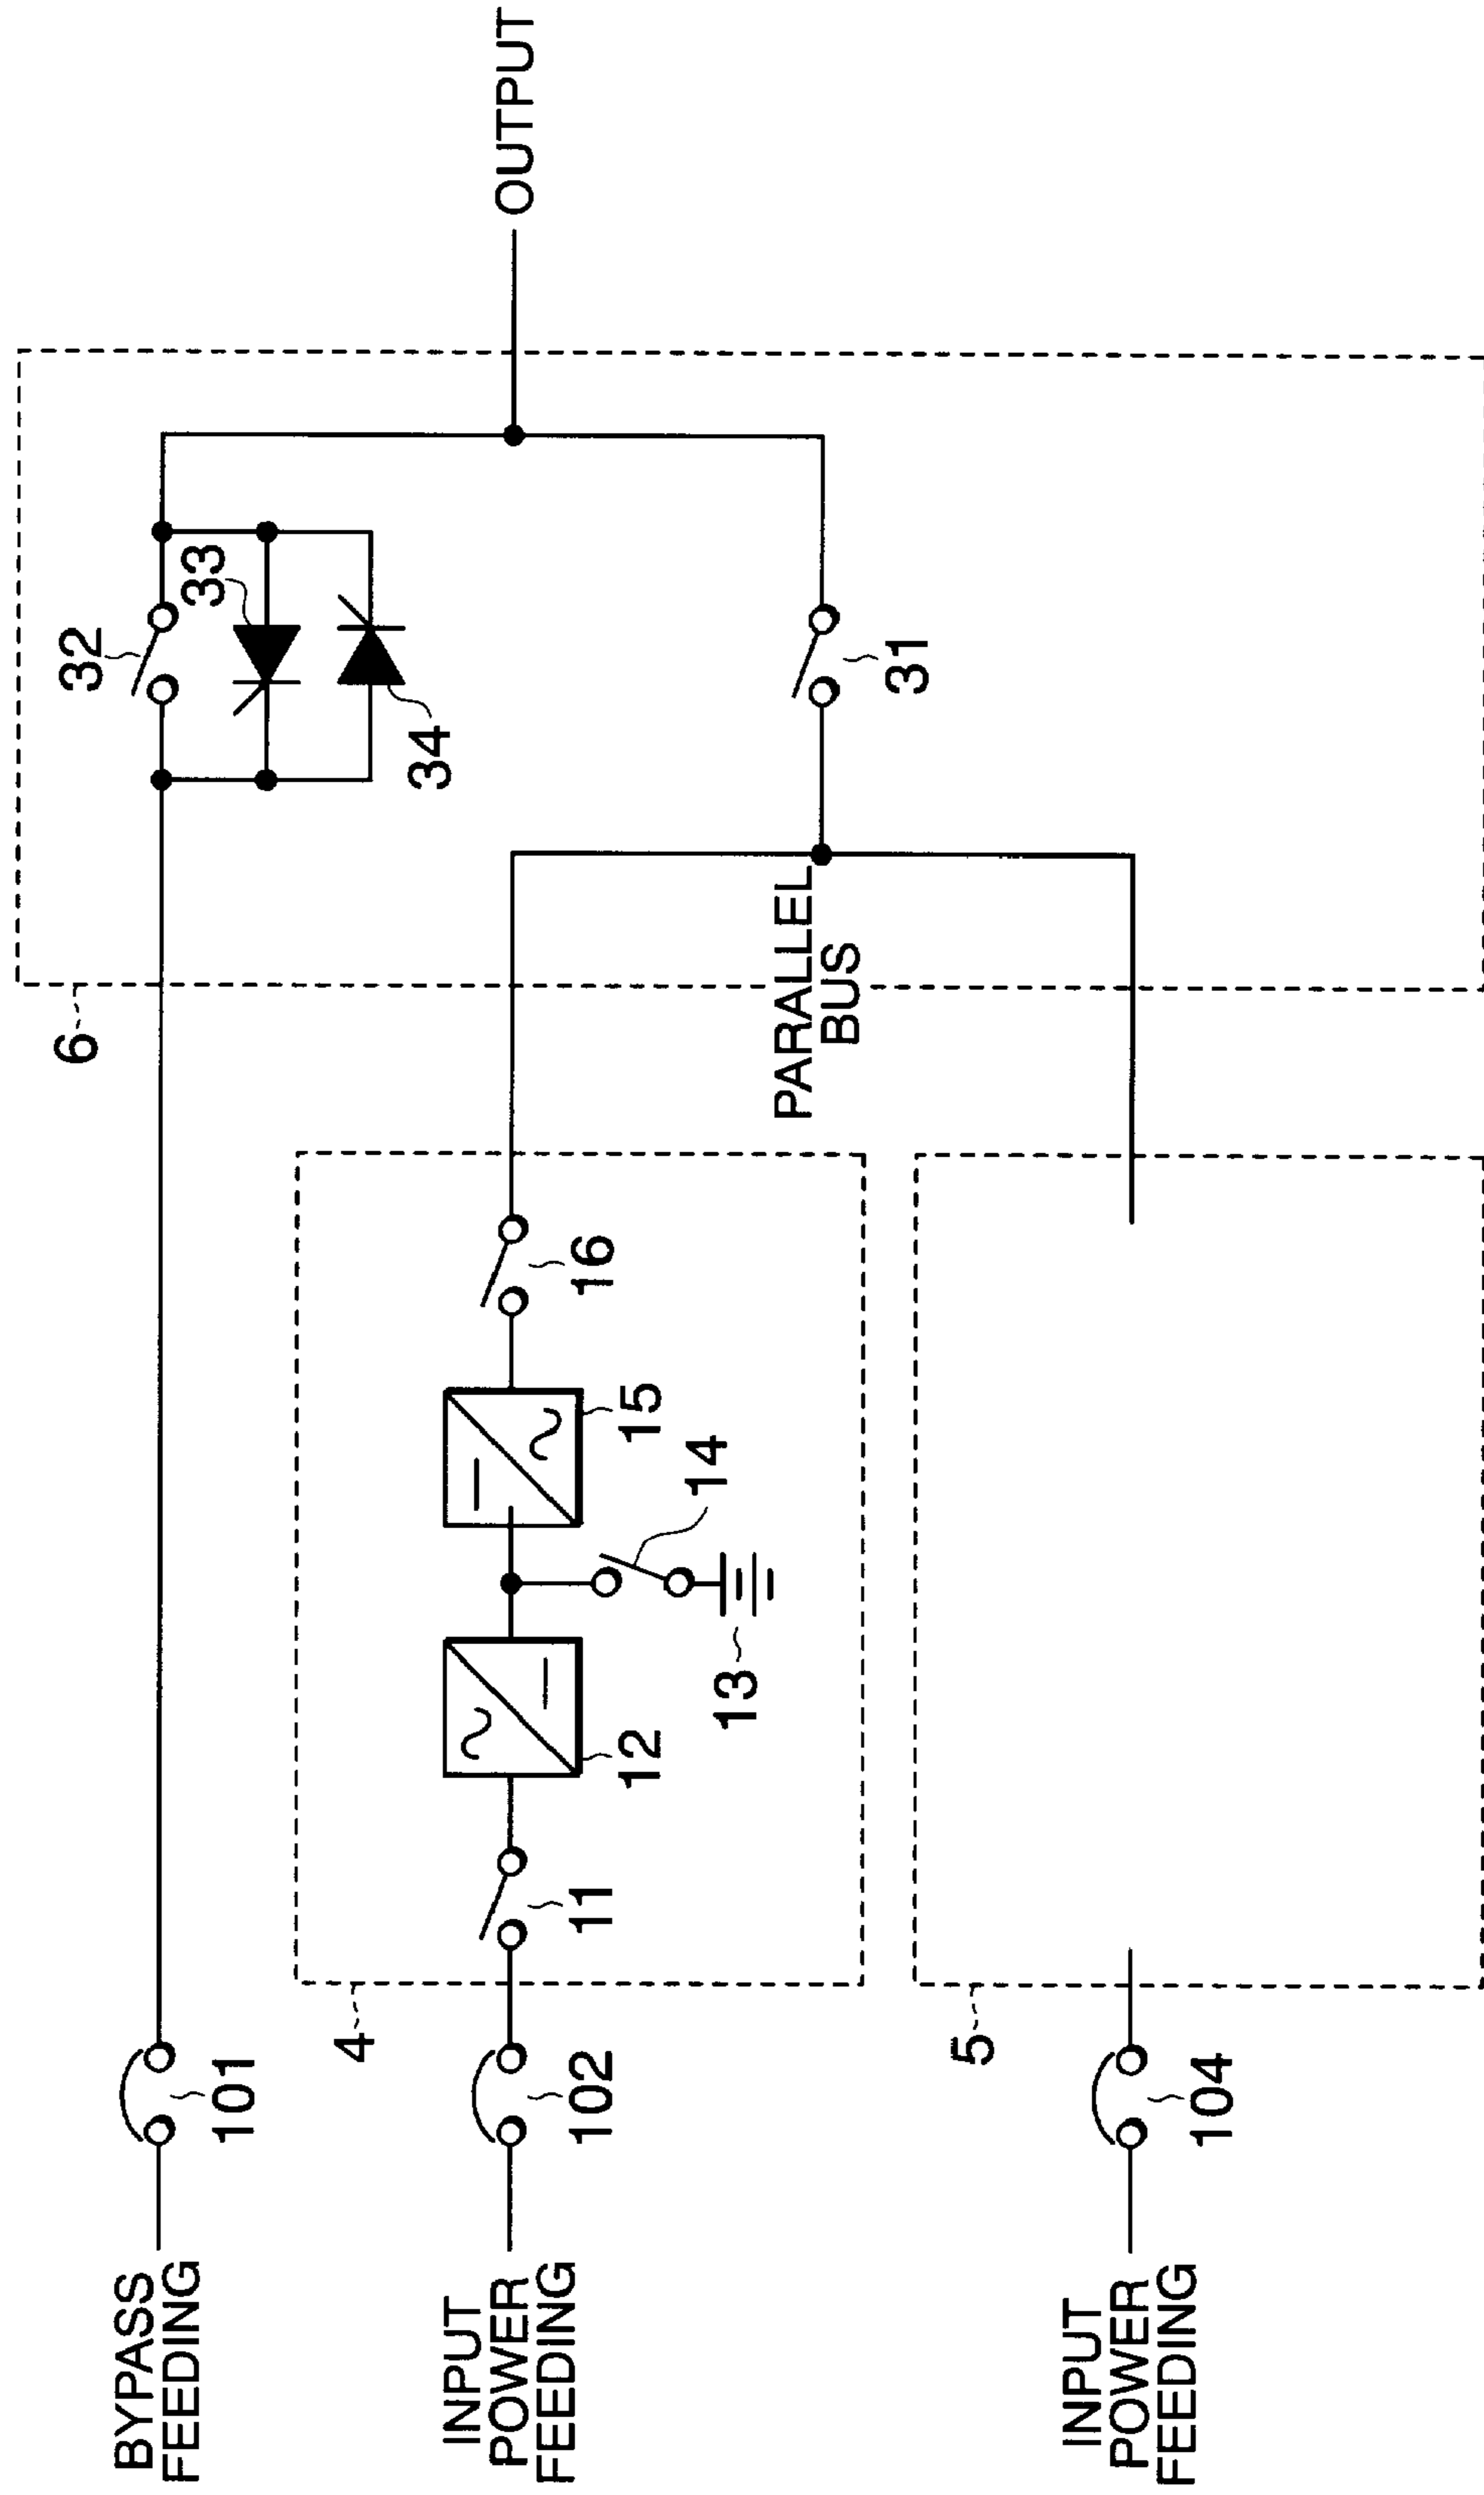 BYPASS
FEEDING
101
6
32
33
34
OUTPUT
INPUT
POWER
FEEDING
102
4
11
12
13
14
15
16
PARALLEL
BUS
31
INPUT
POWER
FEEDING
104
5